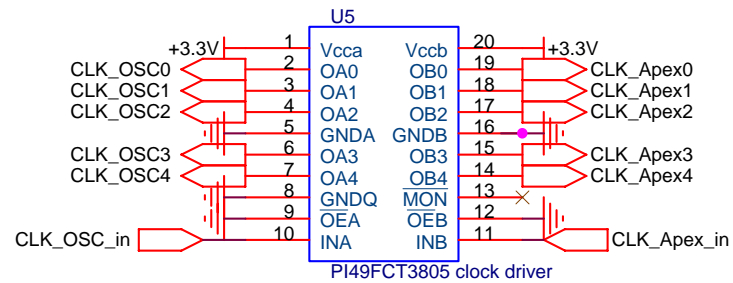 U5
+3.3V 1 Vcca Vccb 20 +3.3V
CLK_OSC0 2 OA0 OB0 19 CLK_Apex0
CLK_OSC1 3 OA1 OB1 18 CLK_Apex1
CLK_OSC2 4 OA2 OB2 17 CLK_Apex2
5 GNDA GNDB 16
CLK_OSC3 6 OA3 OB3 15 CLK_Apex3
CLK_OSC4 7 OA4 OB4 14 CLK_Apex4
8 GNDQ MON 13
9 OEA OEB 12
CLK_OSC_in 10 INA INB 11 CLK_Apex_in
PI49FCT3805 clock driver